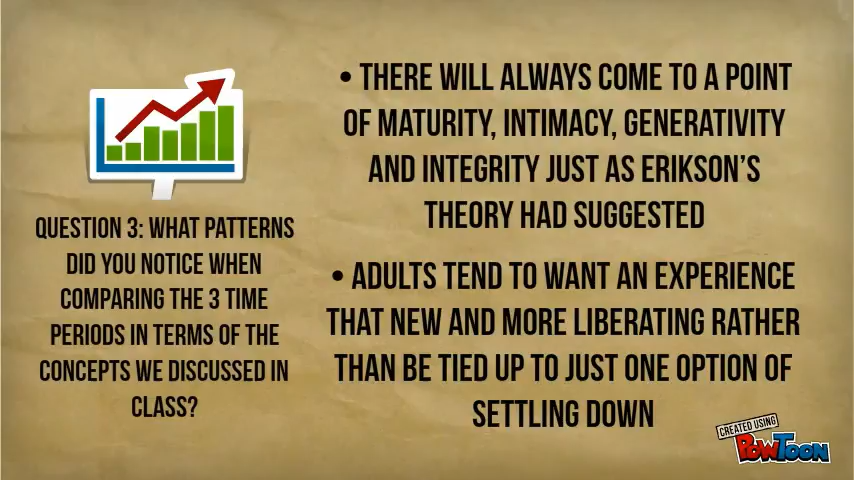 QUESTION 3: WHAT PATTERNS
DID YOU NOTICE WHEN
COMPARING THE 3 TIME
PERIODS IN TERMS OF THE
CONCEPTS WE DISCUSSED IN
CLASS?
• THERE WILL ALWAYS COME TO A POINT
OF MATURITY, INTIMACY, GENERATIVITY
AND INTEGRITY JUST AS ERIKSON'S
THEORY HAD SUGGESTED
• ADULTS TEND TO WANT AN EXPERIENCE
THAT NEW AND MORE LIBERATING RATHER
THAN BE TIED UP TO JUST ONE OPTION OF
SETTLING DOWN
CREATED USING
POWTOON